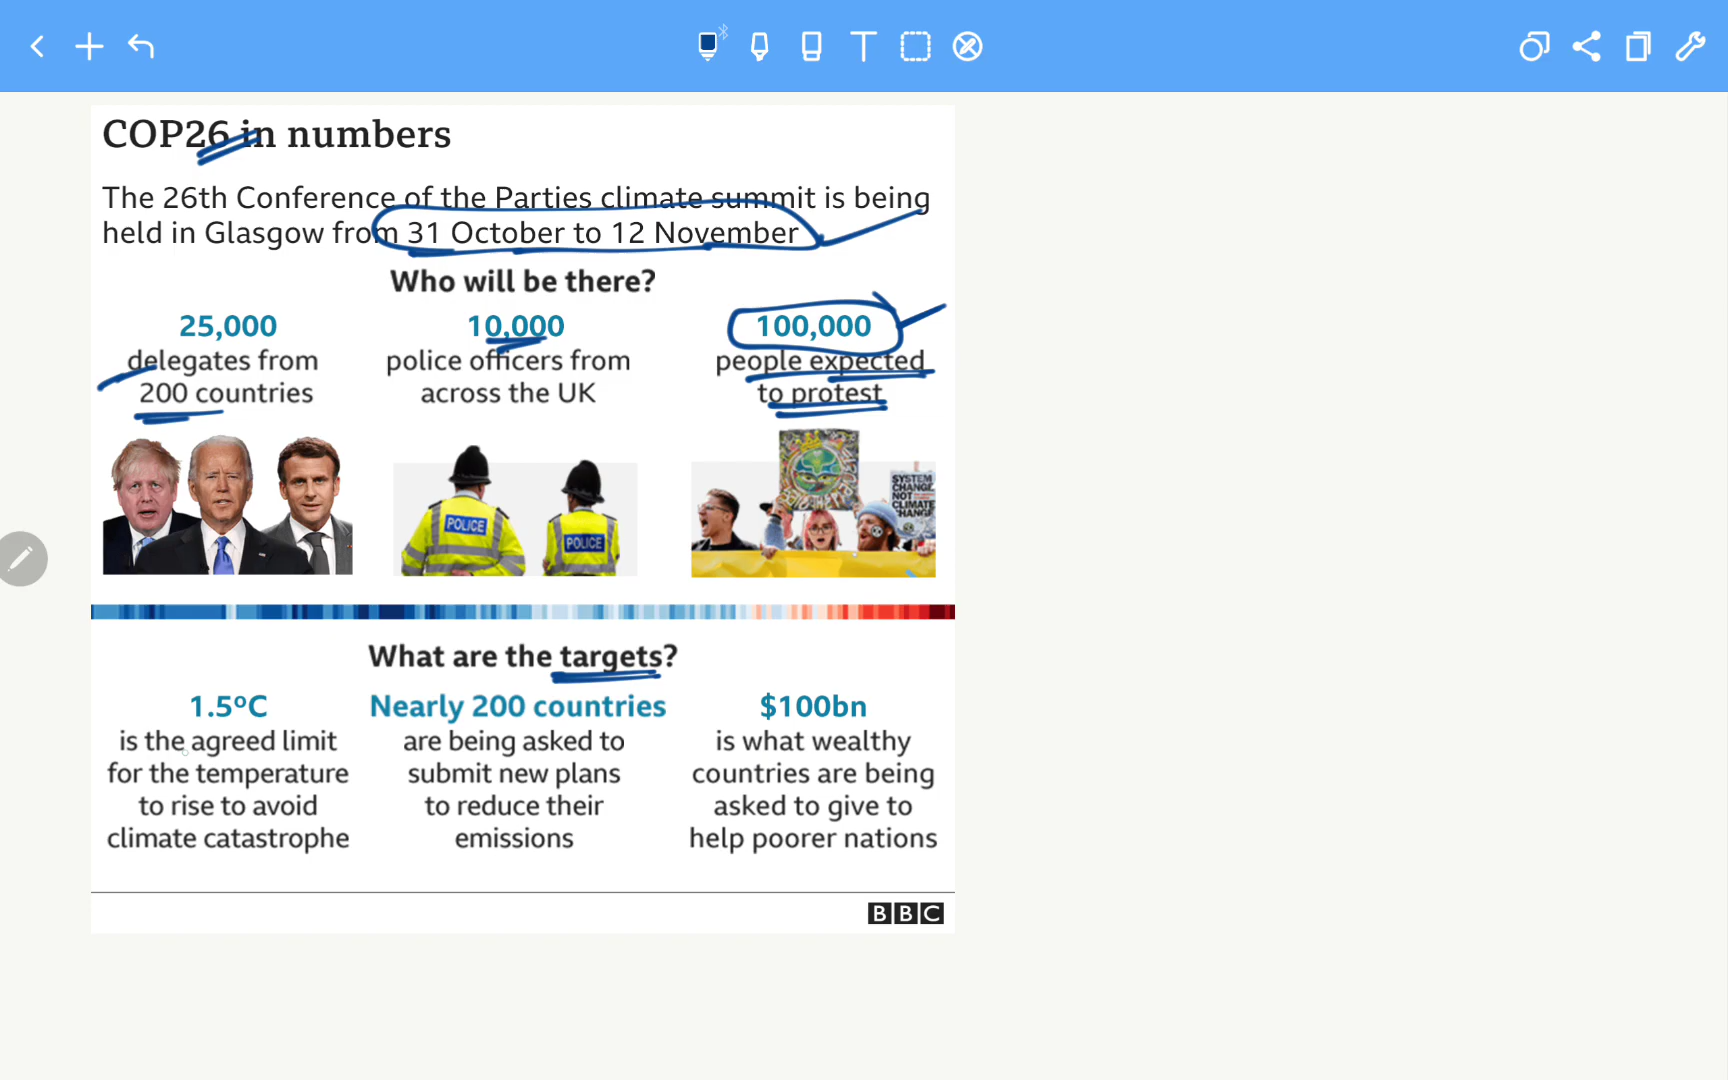 COP26 in numbers
The 26th Conference of the Parties climate summit is being
held in Glasgow from 31 October to 12 November
Who will be there?
25,000
delegates from
200 countries
10,000
police officers from
across the UK
100,000
people expected
to protest
POLICE
POLICE
SYSTEM
CHANGE
NOT
CLIMATE
CHANGE
What are the targets?
1.5ºC
is the agreed limit
for the temperature
to rise to avoid
climate catastrophe
Nearly 200 countries
are being asked to
submit new plans
to reduce their
emissions
$100bn
is what wealthy
countries are being
asked to give to
help poorer nations
BBC